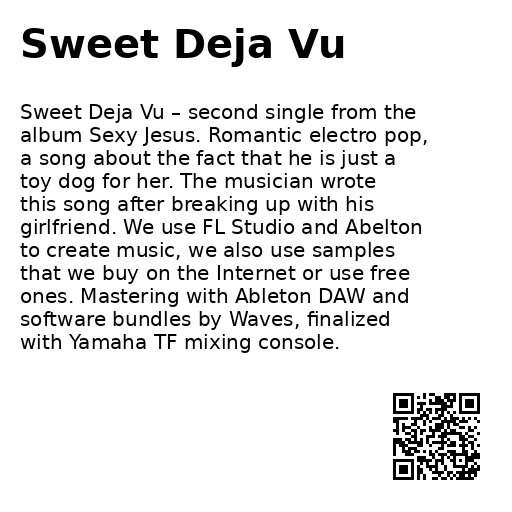 Sweet Deja Vu
Sweet Deja Vu – second single from the
album Sexy Jesus. Romantic electro pop,
a song about the fact that he is just a
toy dog for her. The musician wrote
this song after breaking up with his
girlfriend. We use FL Studio and Abelton
to create music, we also use samples
that we buy on the Internet or use free
ones. Mastering with Ableton DAW and
software bundles by Waves, finalized
with Yamaha TF mixing console.